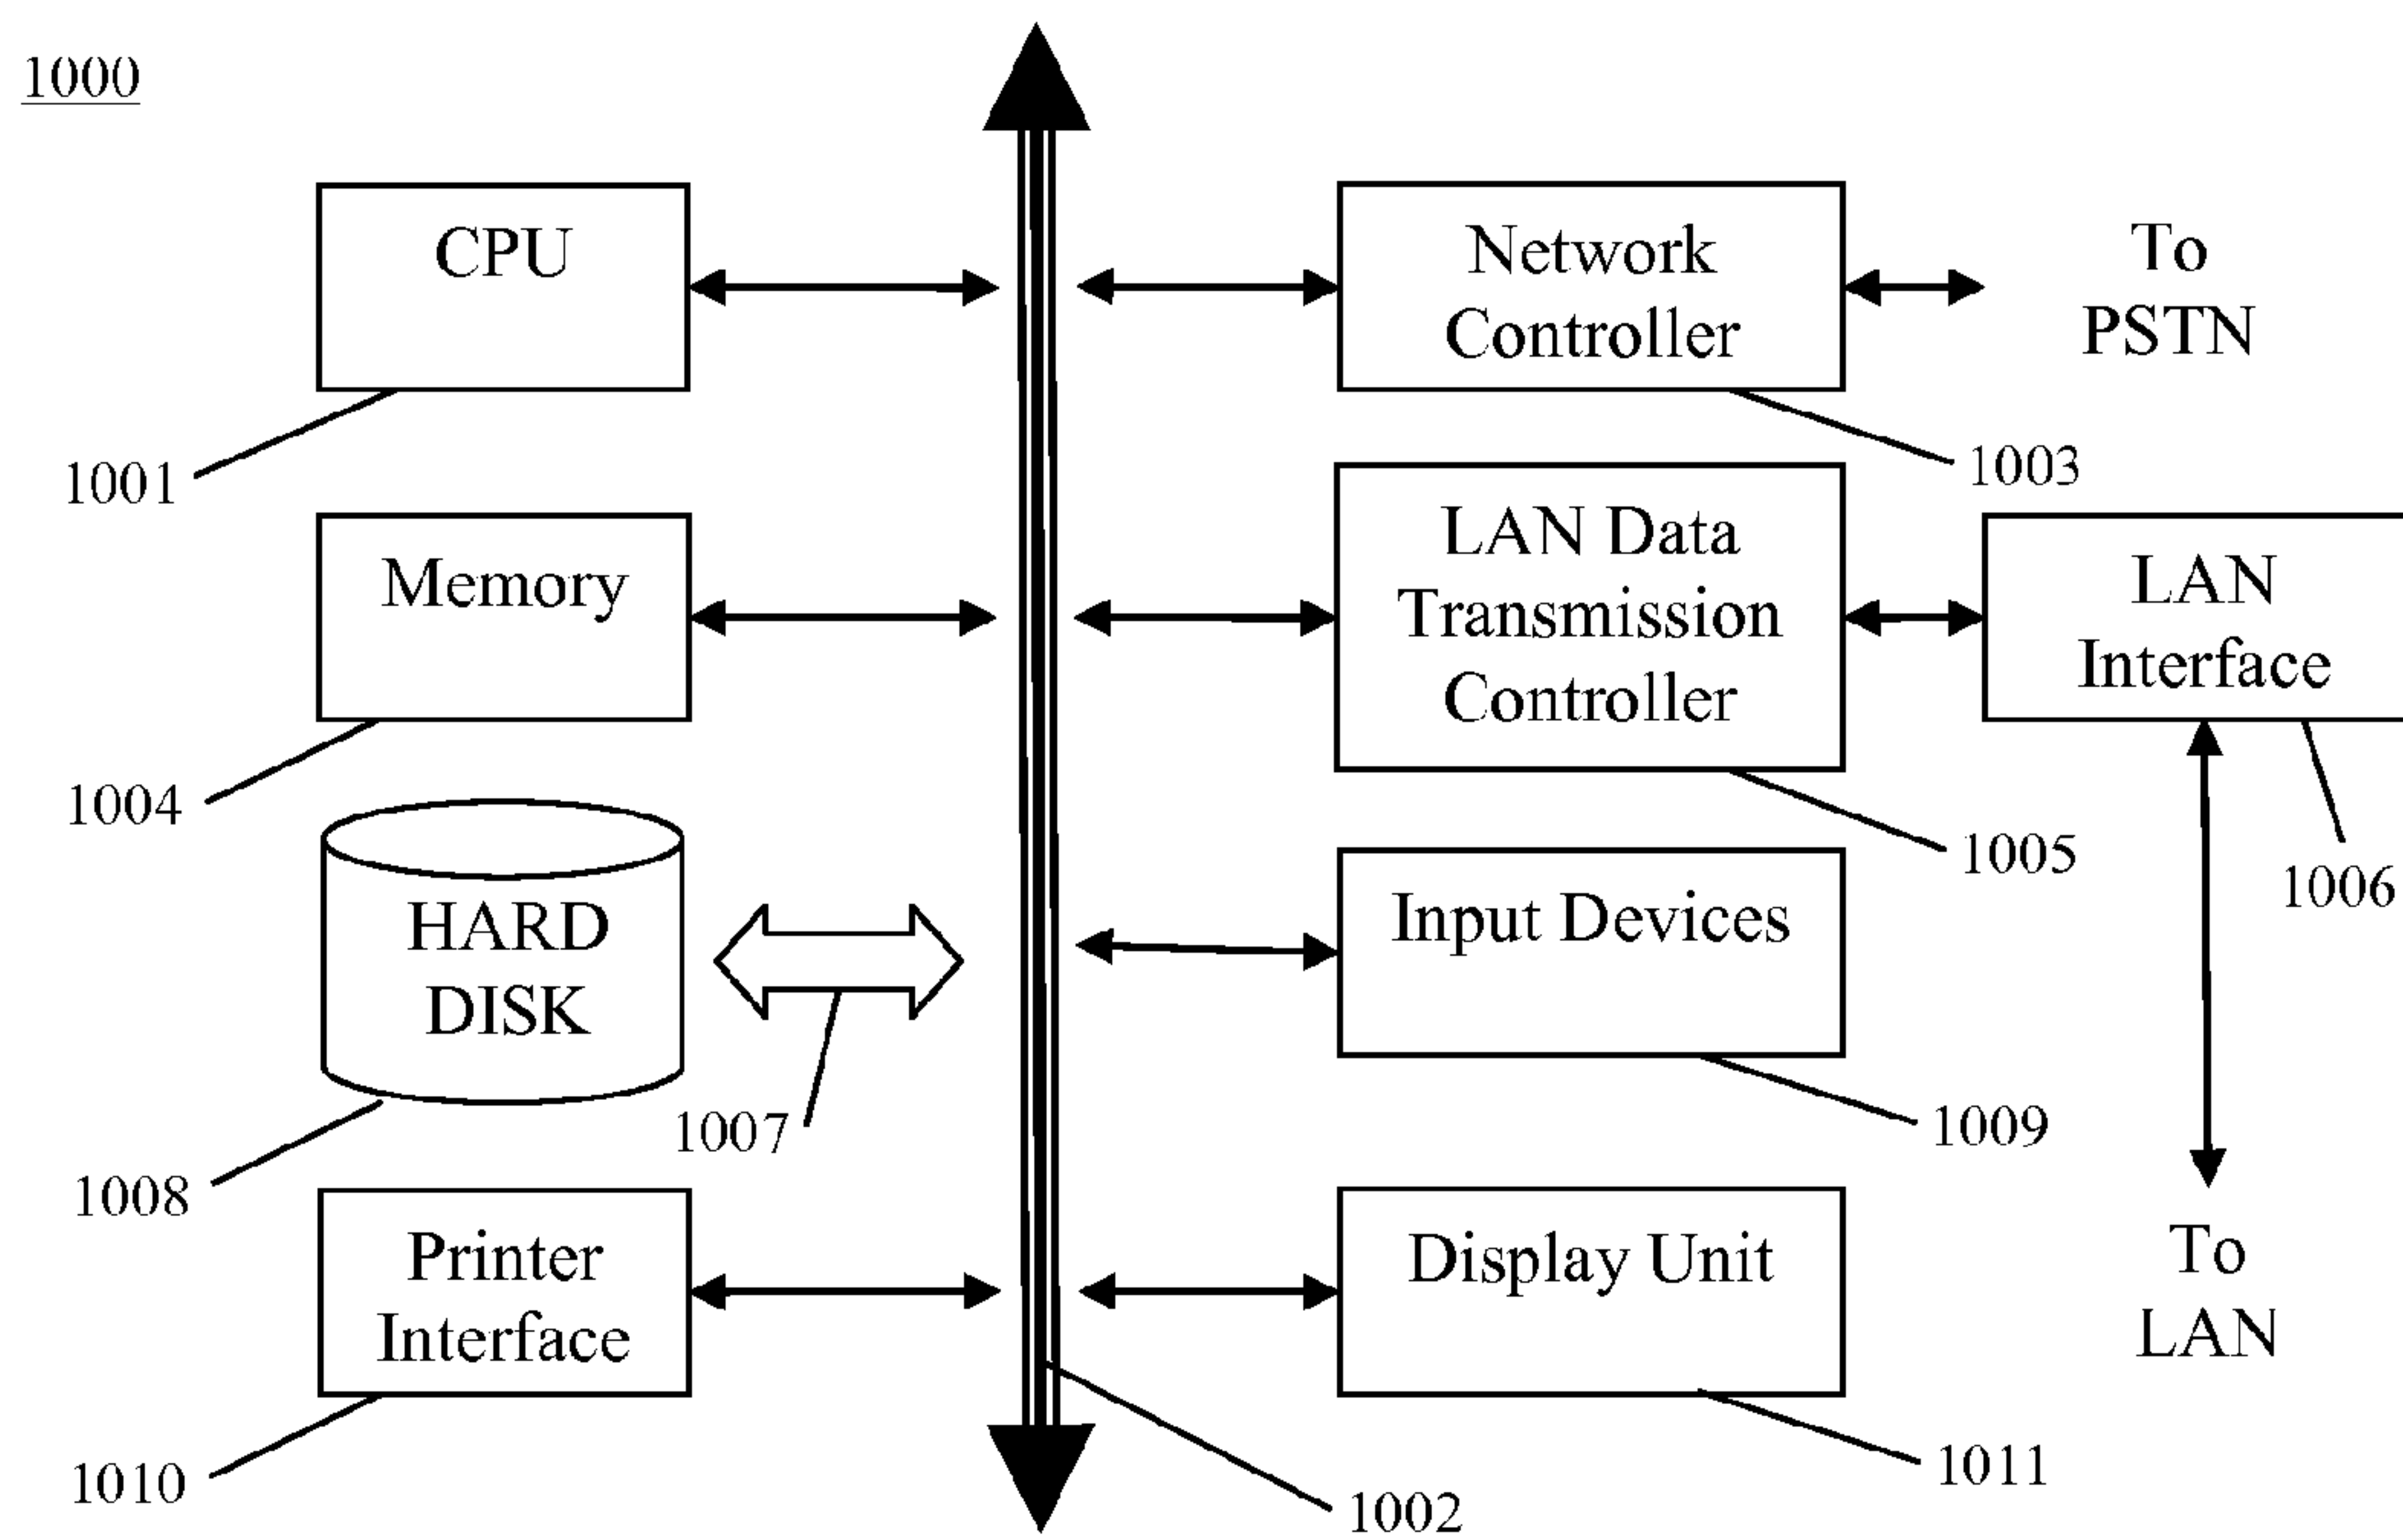 1000
CPU
1001
Network
Controller
1003
To
PSTN
Memory
1004
LAN Data
Transmission
Controller
1005
LAN
Interface
1006
HARD
DISK
1007
1008
Input Devices
1009
Printer
Interface
1010
Display Unit
1011
To
LAN
1002